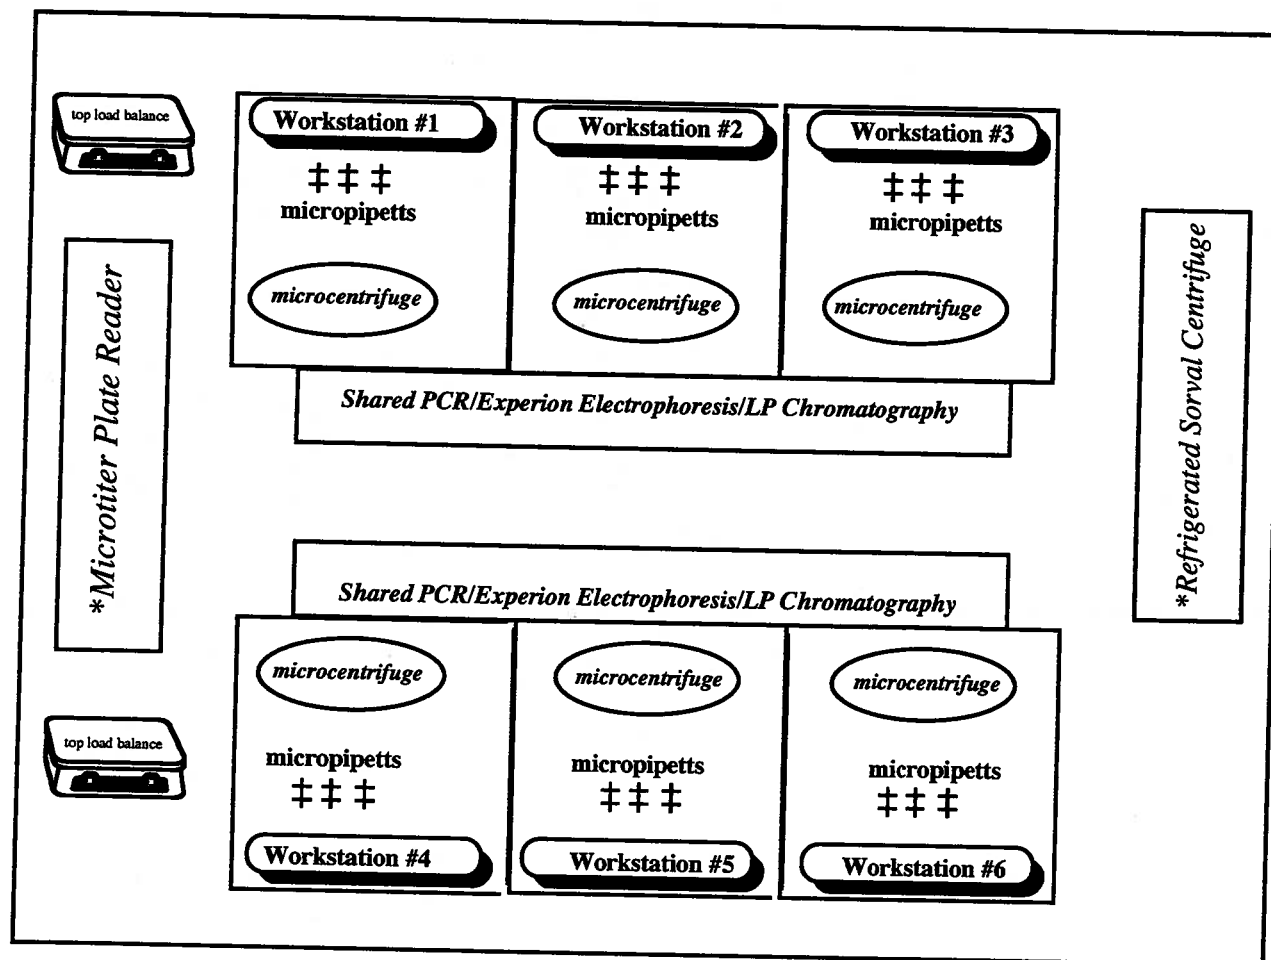 top load balance
Workstation #1
Workstation #2
Workstation #3
‡ ‡ ‡
micropipetts
‡ ‡ ‡
micropipetts
‡ ‡ ‡
micropipetts
microcentrifuge
microcentrifuge
microcentrifuge
Shared PCR/Experion Electrophoresis/LP Chromatography
*Microtiter Plate Reader
*Refrigerated Sorval Centrifuge
Shared PCR/Experion Electrophoresis/LP Chromatography
microcentrifuge
microcentrifuge
microcentrifuge
top load balance
micropipetts
‡ ‡ ‡
micropipetts
‡ ‡ ‡
micropipetts
‡ ‡ ‡
Workstation #4
Workstation #5
Workstation #6